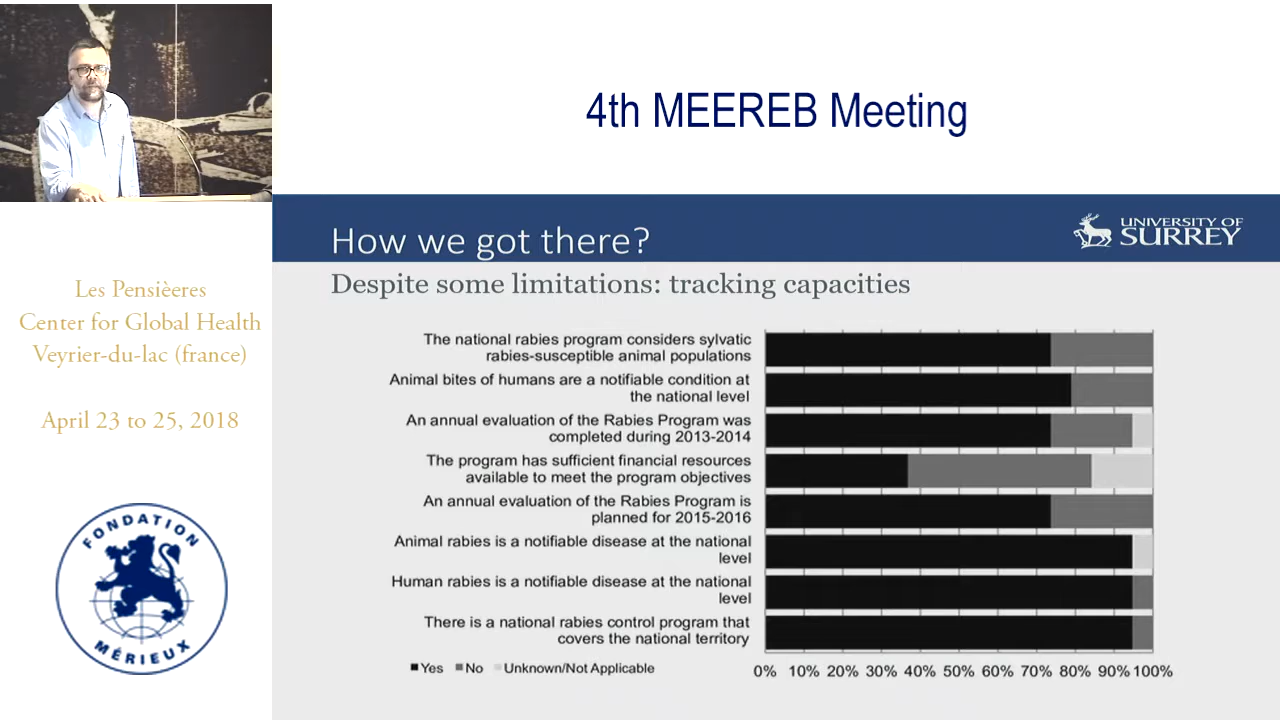 4th MEEREB Meeting
How we got there?
UNIVERSITY OF
SURREY
Despite some limitations: tracking capacities
Les Pensièeres
Center for Global Health
Veyrier-du-lac (france)
April 23 to 25, 2018
FONDATION
MÉRIEUX
The national rabies program considers sylvatic
rabies-susceptible animal populations
Animal bites of humans are a notifiable condition at
the national level
An annual evaluation of the Rabies Program was
completed during 2013-2014
The program has sufficient financial resources
available to meet the program objectives
An annual evaluation of the Rabies Program is
planned for 2015-2016
Animal rabies is a notifiable disease at the national
level
Human rabies is a notifiable disease at the national
level
There is a national rabies control program that
covers the national territory
Yes No Unknown/Not Applicable
0% 10% 20% 30% 40% 50% 60% 70% 80% 90% 100%